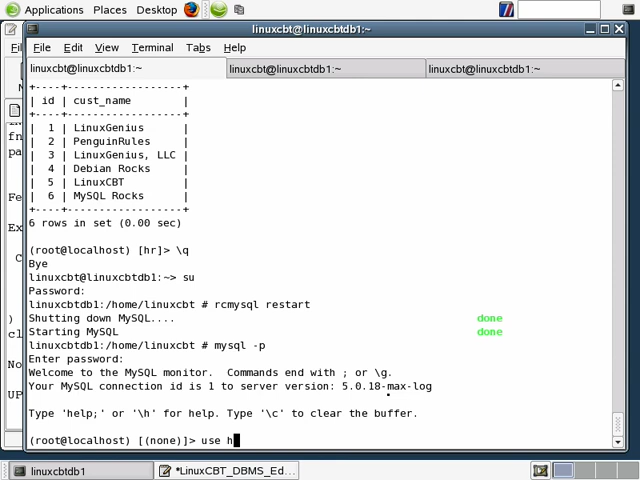 Applications Places Desktop
linuxcbt@linuxcbtdb1:~
File Edit View Terminal Tabs Help
linuxcbt@linuxcbtdb1:~ linuxcbt@linuxcbtdb1:~ linuxcbt@linuxcbtdb1:~
+----+------------------+
| id | cust_name |
+----+------------------+
| 1 | LinuxGenius |
| 2 | PenguinRules |
| 3 | LinuxGenius, LLC |
| 4 | Debian Rocks |
| 5 | LinuxCBT |
| 6 | MySQL Rocks |
+----+------------------+
6 rows in set (0.00 sec)
(root@localhost) [hr]> \q
Bye
linuxcbt@linuxcbtdb1:~> su
Password:
linuxcbtdb1:/home/linuxcbt # rcmysql restart
Shutting down MySQL.... done
Starting MySQL done
linuxcbtdb1:/home/linuxcbt # mysql -p
Enter password:
Welcome to the MySQL monitor. Commands end with ; or \g.
Your MySQL connection id is 1 to server version: 5.0.18-max-log
Type 'help;' or '\h' for help. Type '\c' to clear the buffer.
(root@localhost) [(none)]> use h
linuxcbtdb1 *LinuxCBT_DBMS_Ed...